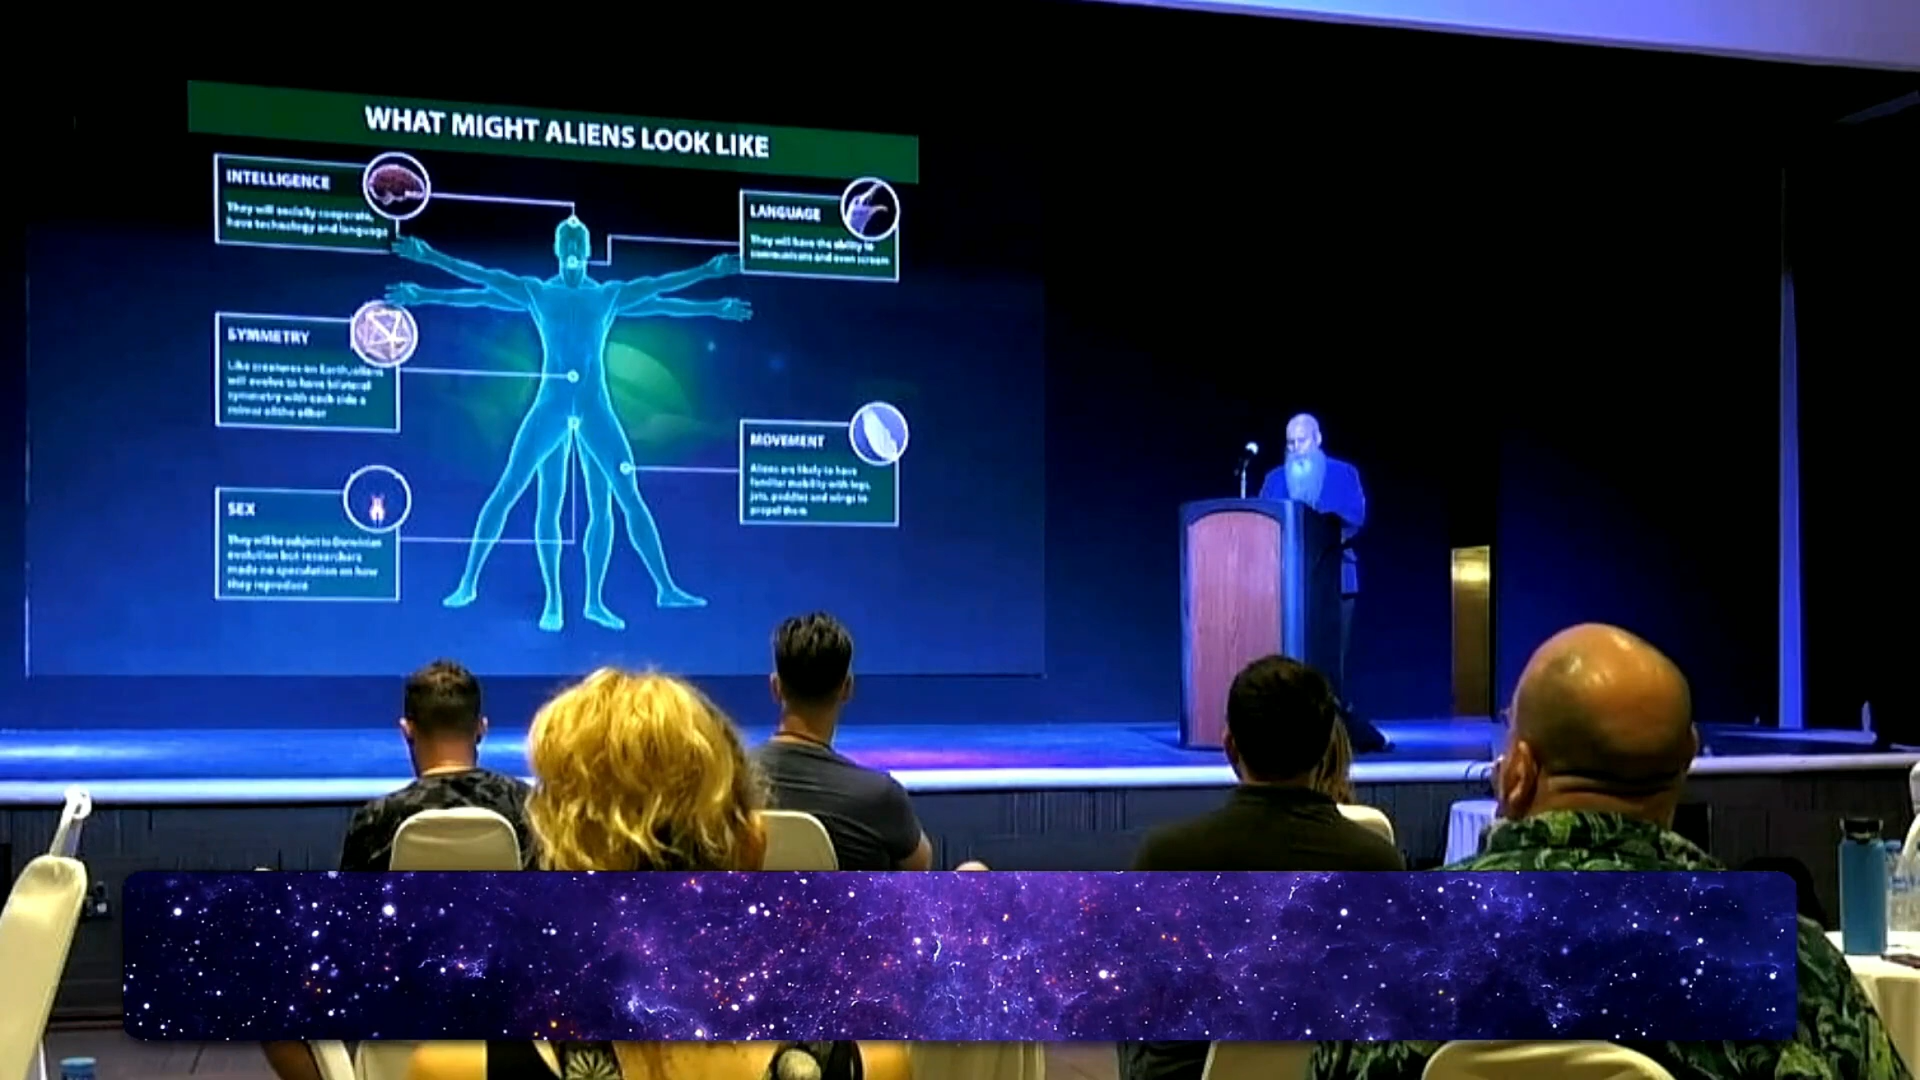 WHAT MIGHT ALIENS LOOK LIKE
INTELLIGENCE
They will socially cooperate,
have technology and language
LANGUAGE
They will have the ability to
communicate and even scream
SYMMETRY
Like creatures on Earth, aliens
will evolve to have bilateral
symmetry with each side a
mirror of the other
MOVEMENT
Aliens are likely to have
familiar mobility with legs,
jets, paddles and wings to
propel them
SEX
They will be subject to Darwinian
evolution but researchers
made no speculation on how
they reproduce